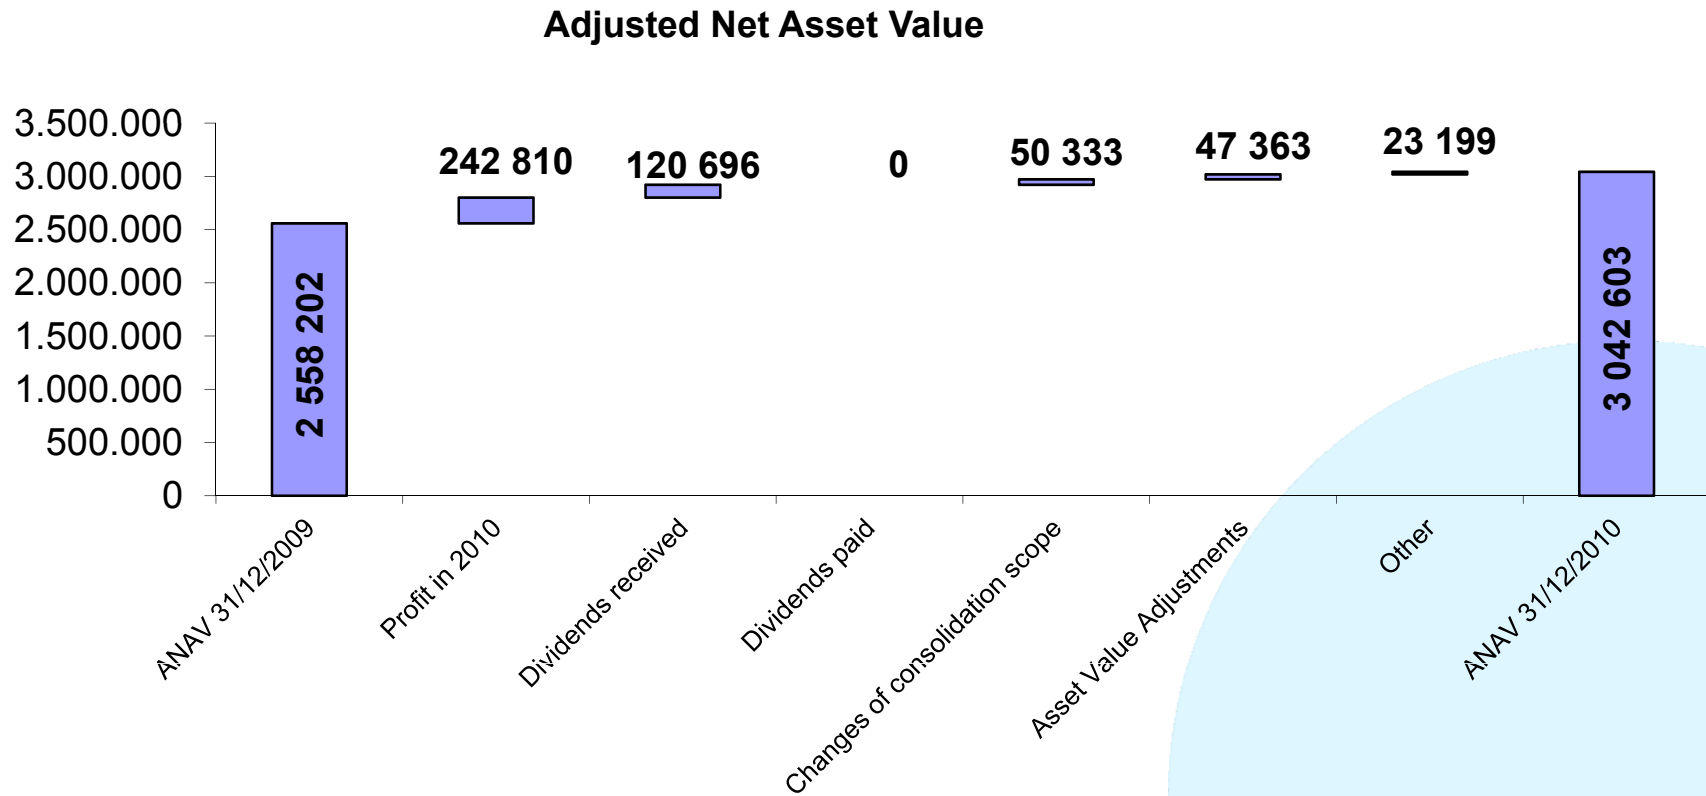 Adjusted Net Asset Value
3.500.000
3.000.000
2.500.000
2.000.000
1.500.000
1.000.000
500.000
0
2 558 202
242 810
120 696
0
50 333
47 363
23 199
3 042 603
ANAV 31/12/2009
Profit in 2010
Dividends received
Dividends paid
Changes of consolidation scope
Asset Value Adjustments
Other
ANAV 31/12/2010